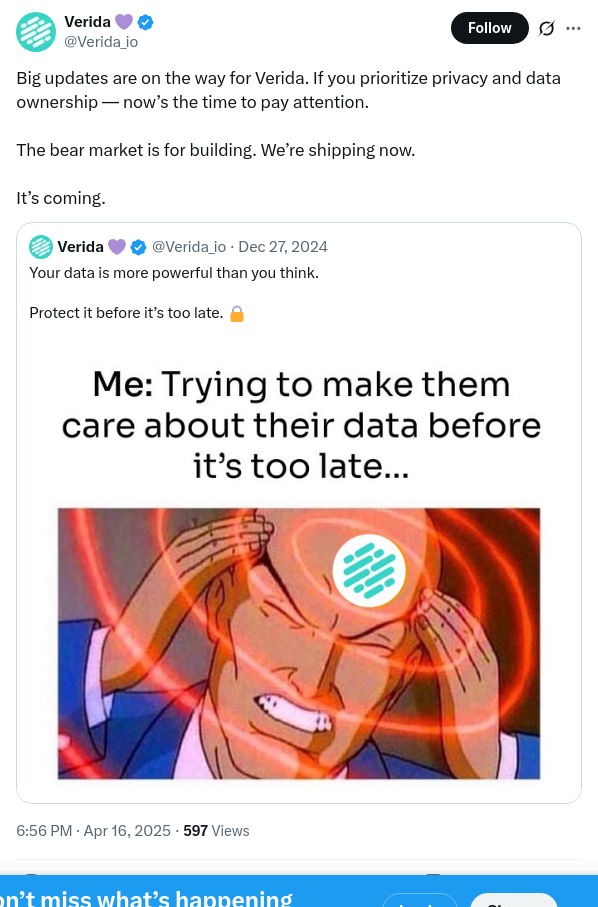 Verida 💜
@Verida_io
Follow
Big updates are on the way for Verida. If you prioritize privacy and data
ownership — now’s the time to pay attention.
The bear market is for building. We’re shipping now.
It’s coming.
Verida 💜 @Verida_io · Dec 27, 2024
Your data is more powerful than you think.
Protect it before it’s too late. 🔒
Me: Trying to make them
care about their data before
it’s too late...
6:56 PM · Apr 16, 2025 · 597 Views
on’t miss what’s happening